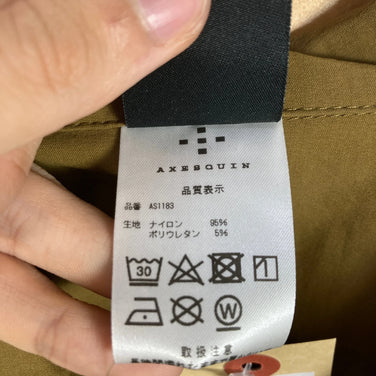 AXESQUIN
品質表示
品番 AS1183
生地 ナイロン 95%
ポリウレタン 5%
30
W
取扱注意